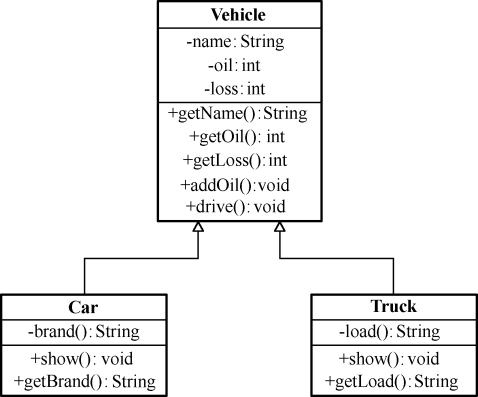 Vehicle
-name: String
-oil: int
-loss: int
+getName(): String
+getOil(): int
+getLoss(): int
+addOil(): void
+drive(): void
Car
-brand(): String
+show(): void
+getBrand(): String
Truck
-load(): String
+show(): void
+getLoad(): String